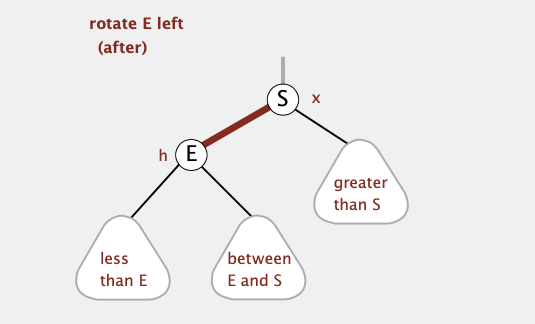 rotate E left
(after)
S
x
h
E
greater
than S
less
than E
between
E and S